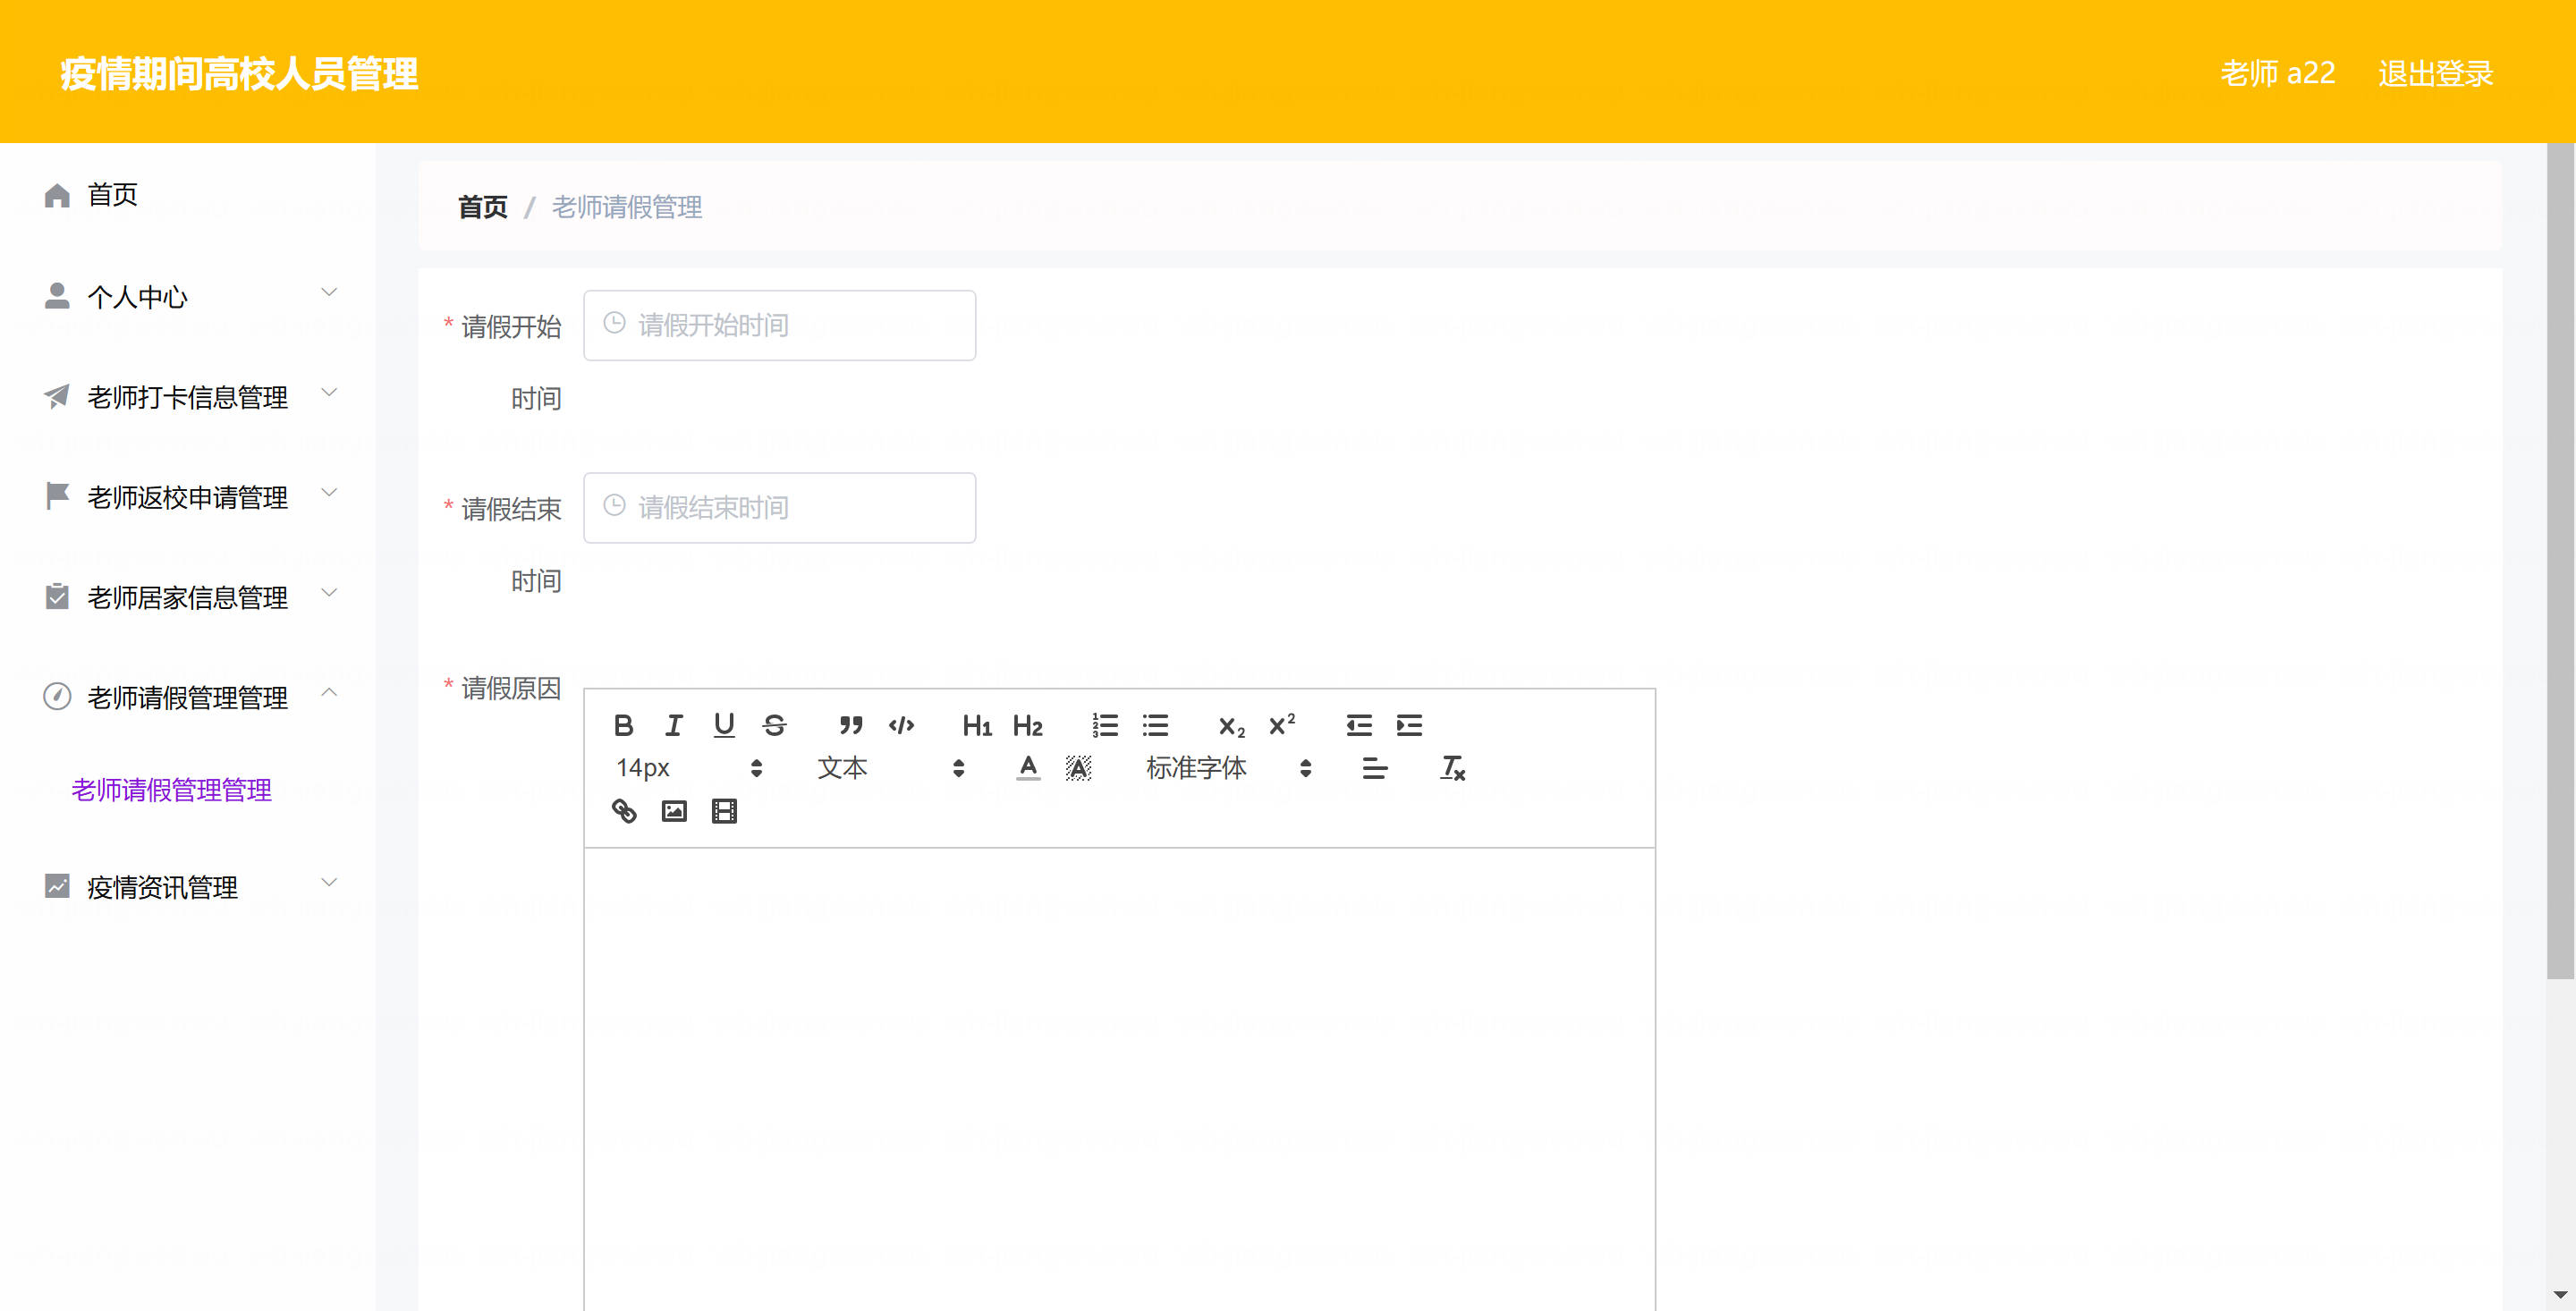 疫情期间高校人员管理
老师 a22 退出登录
首页
个人中心
老师打卡信息管理
老师返校申请管理
老师居家信息管理
老师请假管理管理
老师请假管理管理
疫情资讯管理
首页 / 老师请假管理
* 请假开始时间
请假开始时间
* 请假结束时间
请假结束时间
* 请假原因
14px 文本 标准字体